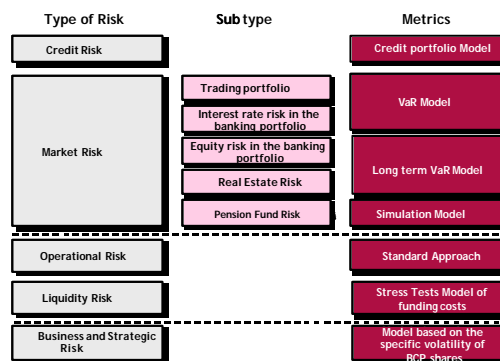 Type of Risk
Sub type
Metrics
Credit Risk
Credit portfolio Model
Market Risk
Trading portfolio
Interest rate risk in the
banking portfolio
VaR Model
Equity risk in the banking
portfolio
Real Estate Risk
Long term VaR Model
Pension Fund Risk
Simulation Model
Operational Risk
Standard Approach
Liquidity Risk
Stress Tests Model of
funding costs
Business and Strategic
Risk
Model based on the
specific volatility of
BCP shares